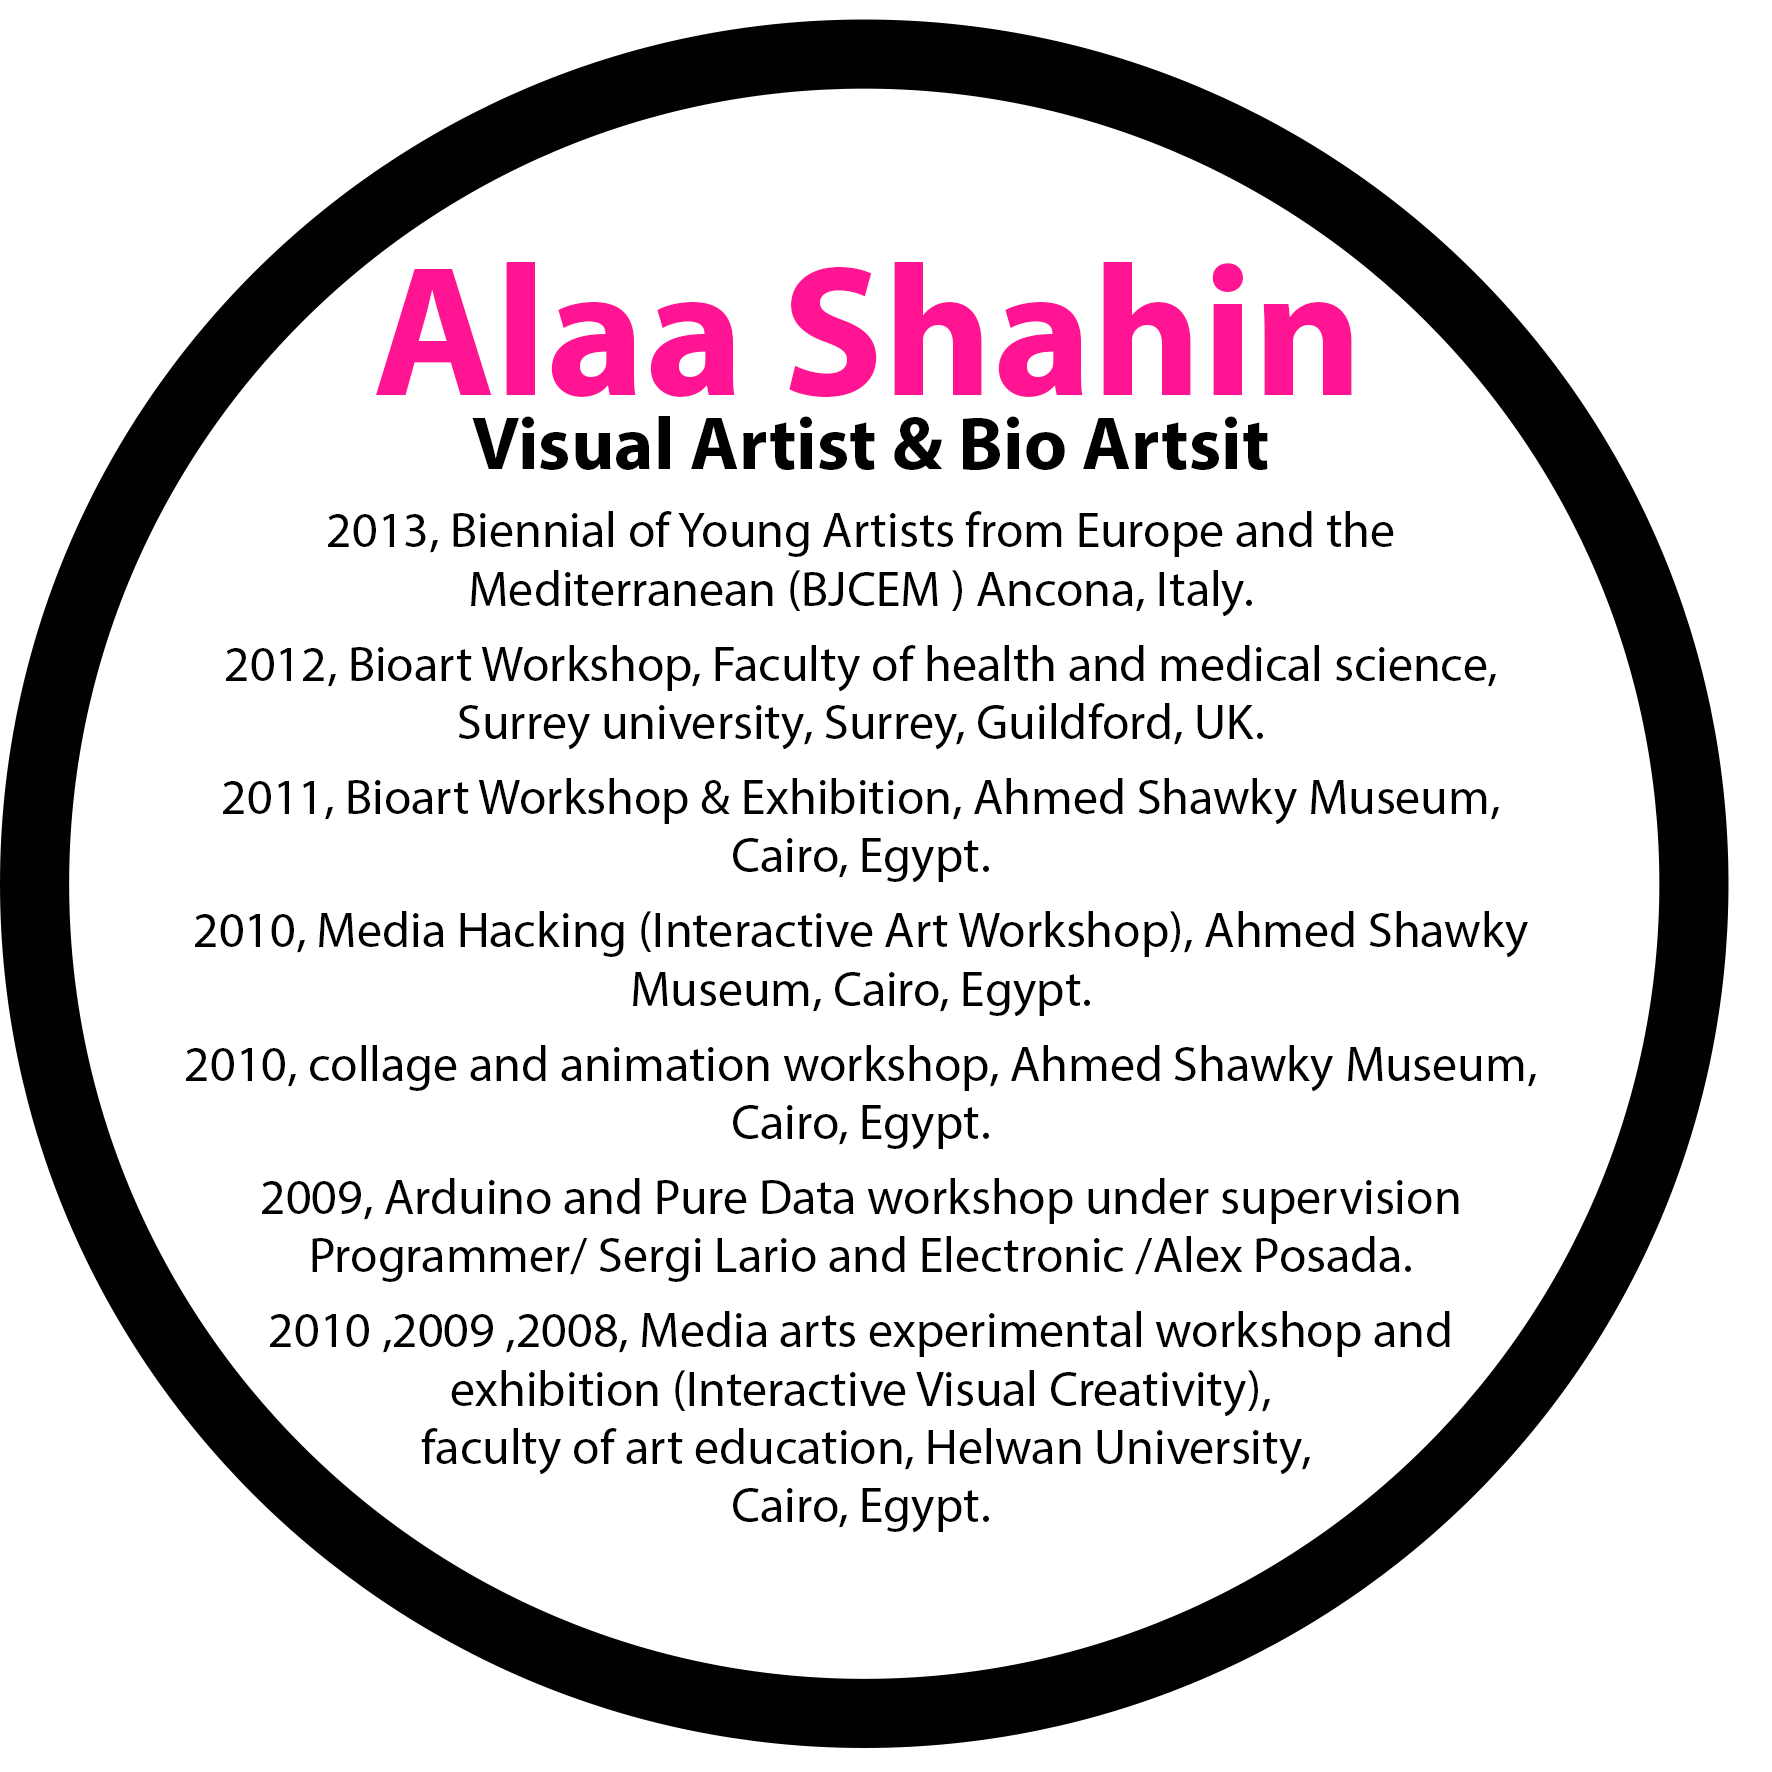 Alaa Shahin
Visual Artist & Bio Artsit
2013, Biennial of Young Artists from Europe and the
Mediterranean (BJCEM ) Ancona, Italy.
2012, Bioart Workshop, Faculty of health and medical science,
Surrey university, Surrey, Guildford, UK.
2011, Bioart Workshop & Exhibition, Ahmed Shawky Museum,
Cairo, Egypt.
2010, Media Hacking (Interactive Art Workshop), Ahmed Shawky
Museum, Cairo, Egypt.
2010, collage and animation workshop, Ahmed Shawky Museum,
Cairo, Egypt.
2009, Arduino and Pure Data workshop under supervision
Programmer/ Sergi Lario and Electronic /Alex Posada.
2010 ,2009 ,2008, Media arts experimental workshop and
exhibition (Interactive Visual Creativity),
faculty of art education, Helwan University,
Cairo, Egypt.